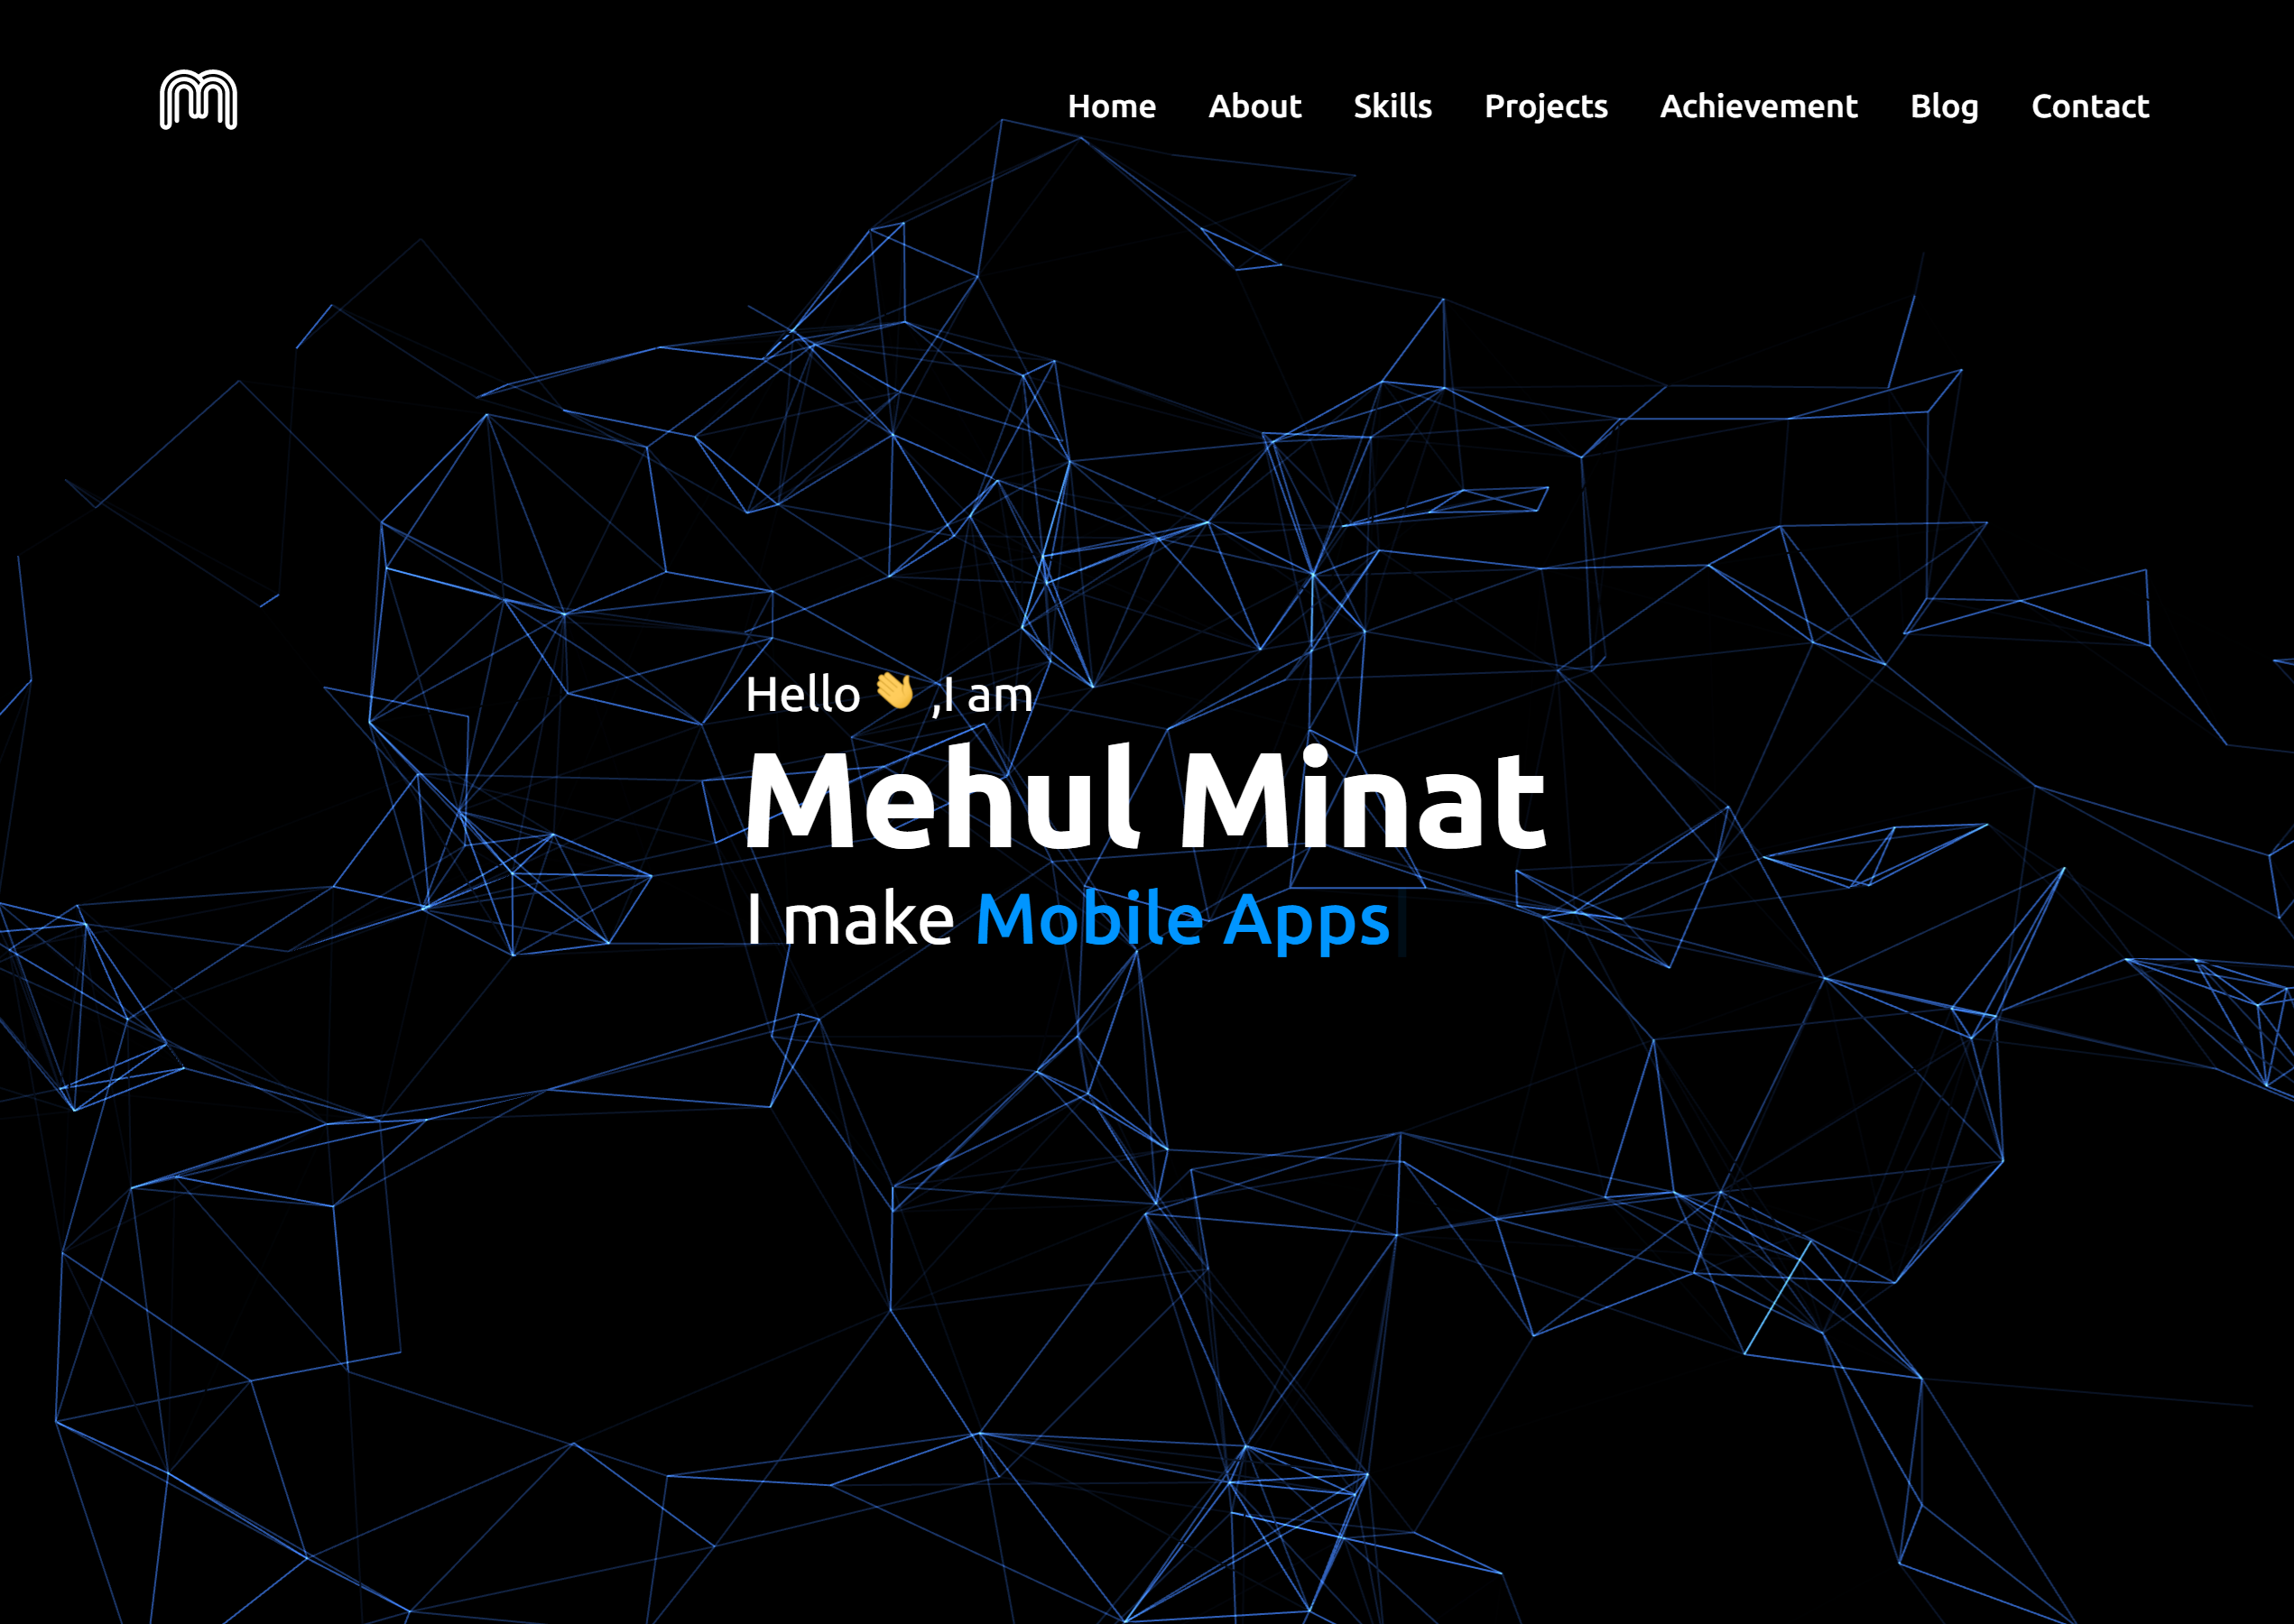 Home About Skills Projects Achievement Blog Contact
Hello 👋 ,I am
Mehul Minat
I make Mobile Apps